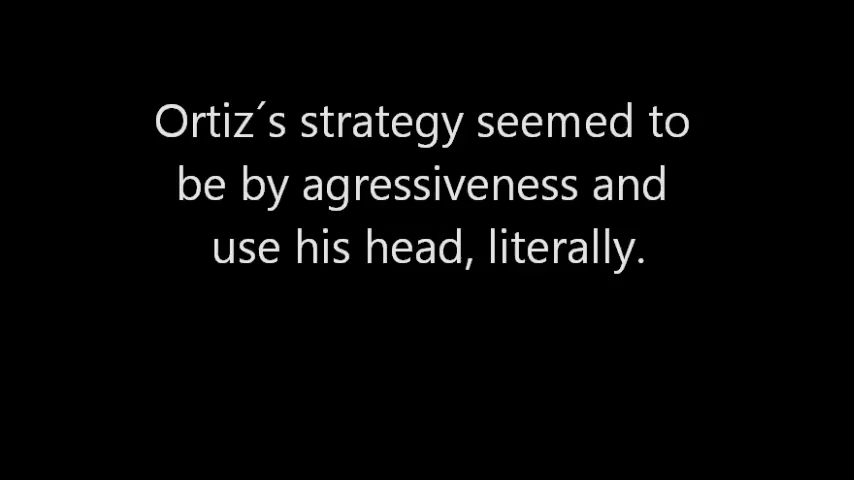 Ortiz´s strategy seemed to
be by agressiveness and
use his head, literally.